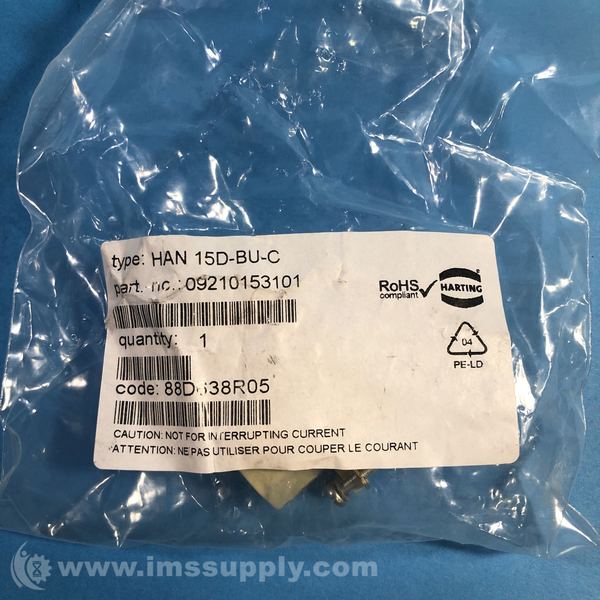 type: HAN 15D-BU-C
part. no.: 09210153101
RoHS
compliant
HARTING
quantity: 1
04
PE-LD
CAUTION: NOT FOR INTERRUPTING CURRENT
ATTENTION: NE PAS UTILISER POUR COUPER LE COURANT
code:
www.imssupply.com